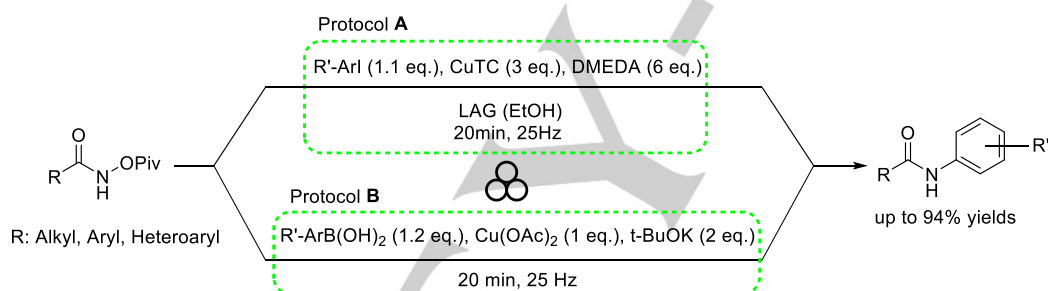 Protocol A
R'-ArI (1.1 eq.), CuTC (3 eq.), DMEDA (6 eq.)
LAG (EtOH)
20min, 25Hz
O
R
N
H
OPiv
R: Alkyl, Aryl, Heteroaryl
Protocol B
R'-ArB(OH)2 (1.2 eq.), Cu(OAc)2 (1 eq.), t-BuOK (2 eq.)
20 min, 25 Hz
O
R
N
H
R'
up to 94% yields